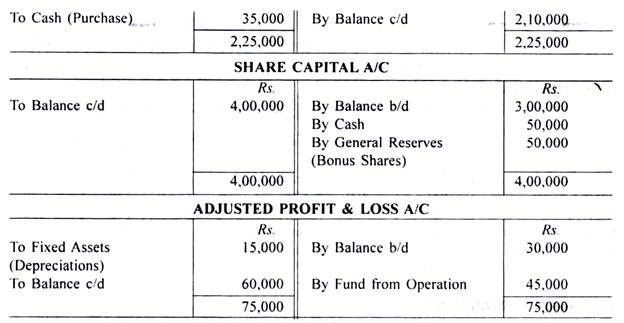 To Cash (Purchase) 35,000 By Balance c/d 2,10,000
2,25,000 2,25,000
SHARE CAPITAL A/C
Rs. Rs.
To Balance c/d 4,00,000 By Balance b/d 3,00,000
By Cash 50,000
By General Reserves 50,000
(Bonus Shares)
4,00,000 4,00,000
ADJUSTED PROFIT & LOSS A/C
Rs. Rs.
To Fixed Assets 15,000 By Balance b/d 30,000
(Depreciations)
To Balance c/d 60,000 By Fund from Operation 45,000
75,000 75,000